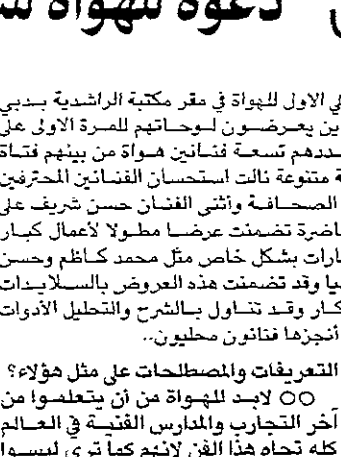 دعوة للهواة
ي الاول للهواة في مقر مكتبة الراشدية بدبي
ين يعرضون لوحاتهم للمرة الاولى على
ددهم تسعة فنانين هواة من بينهم فتاة
ة متنوعة نالت استحسان الفنانين المحترفين
الصحافة واثنى الفنان حسن شريف على
اضرة تضمنت عرضا مطولا لأعمال كبار
ارات بشكل خاص مثل محمد كاظم وحسن
يا وقد تضمنت هذه العروض بالسلايدات
كار وقد تناول بالشرح والتحليل الأدوات
أنجزها فنانون محليون..
التعريفات والمصطلحات على مثل هؤلاء؟
○○ لابد للهواة من أن يتعلموا من
آخر التجارب والمدارس الفنية في العالم
كله تجاه هذا الفن لانهم كما ترى ليسوا